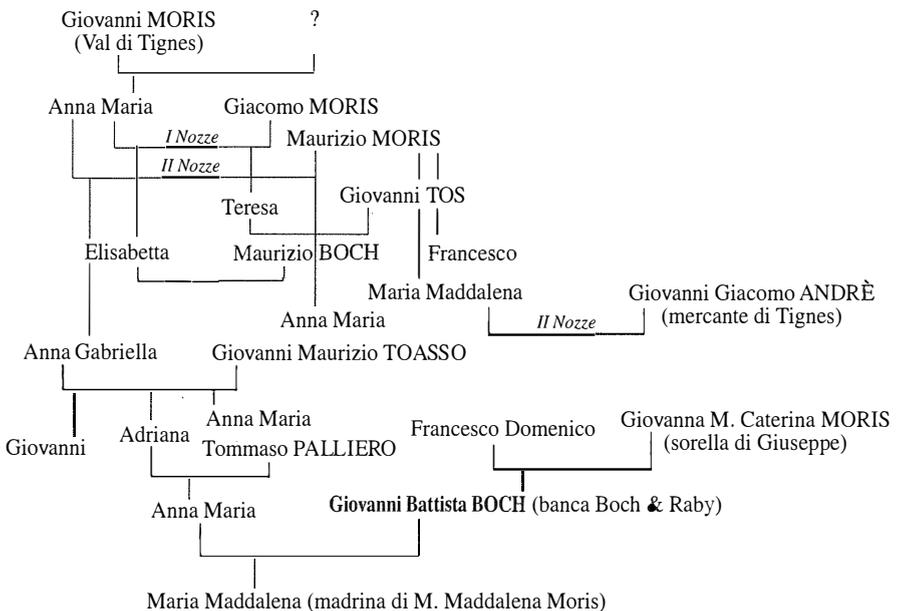 Giovanni MORIS
?
(Val di Tignes)
Anna Maria
Giacomo MORIS
I Nozze
Maurizio MORIS
II Nozze
Giovanni TOS
Teresa
Elisabetta
Maurizio BOCH
Francesco
Maria Maddalena
Giovanni Giacomo ANDRÈ
(mercante di Tignes)
II Nozze
Anna Maria
Anna Gabriella
Giovanni Maurizio TOASSO
Anna Maria
Giovanni
Adriana
Tommaso PALLIERO
Francesco Domenico
Giovanna M. Caterina MORIS
(sorella di Giuseppe)
Anna Maria
Giovanni Battista BOCH (banca Boch & Raby)
Maria Maddalena (madrina di M. Maddalena Moris)